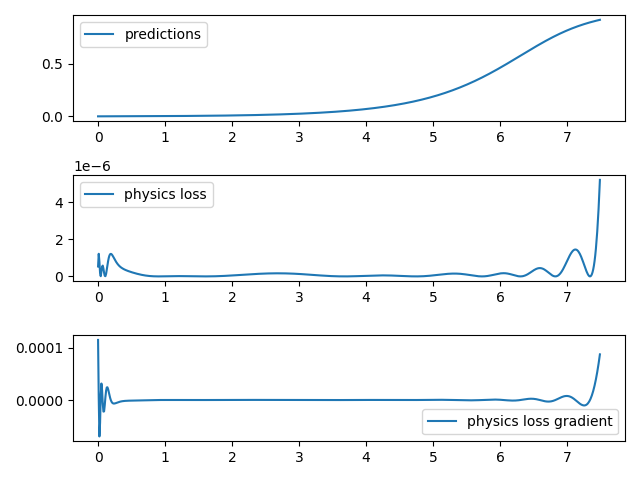 predictions
0.5
0.0
0 1 2 3 4 5 6 7
1e−6
physics loss
4
2
0
0 1 2 3 4 5 6 7
0.0001
0.0000
physics loss gradient
0 1 2 3 4 5 6 7